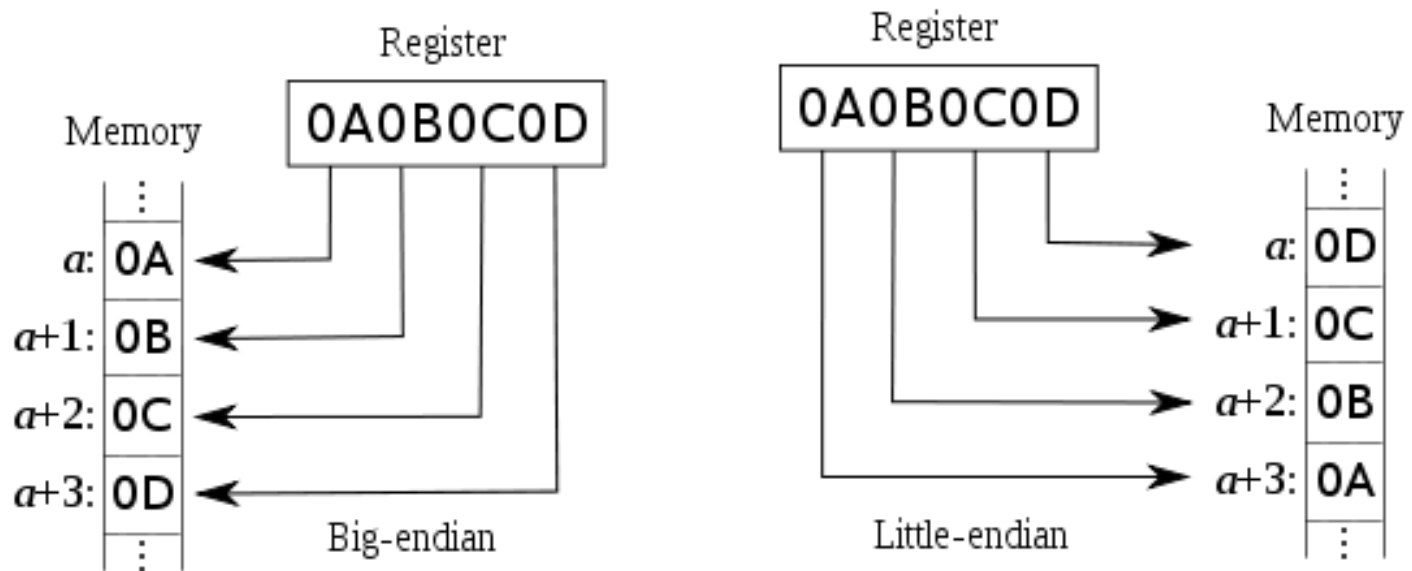 Register
0A0B0C0D
Memory
⋮
a: 0A
a+1: 0B
a+2: 0C
a+3: 0D
⋮
Big-endian
Register
0A0B0C0D
Memory
⋮
a: 0D
a+1: 0C
a+2: 0B
a+3: 0A
⋮
Little-endian